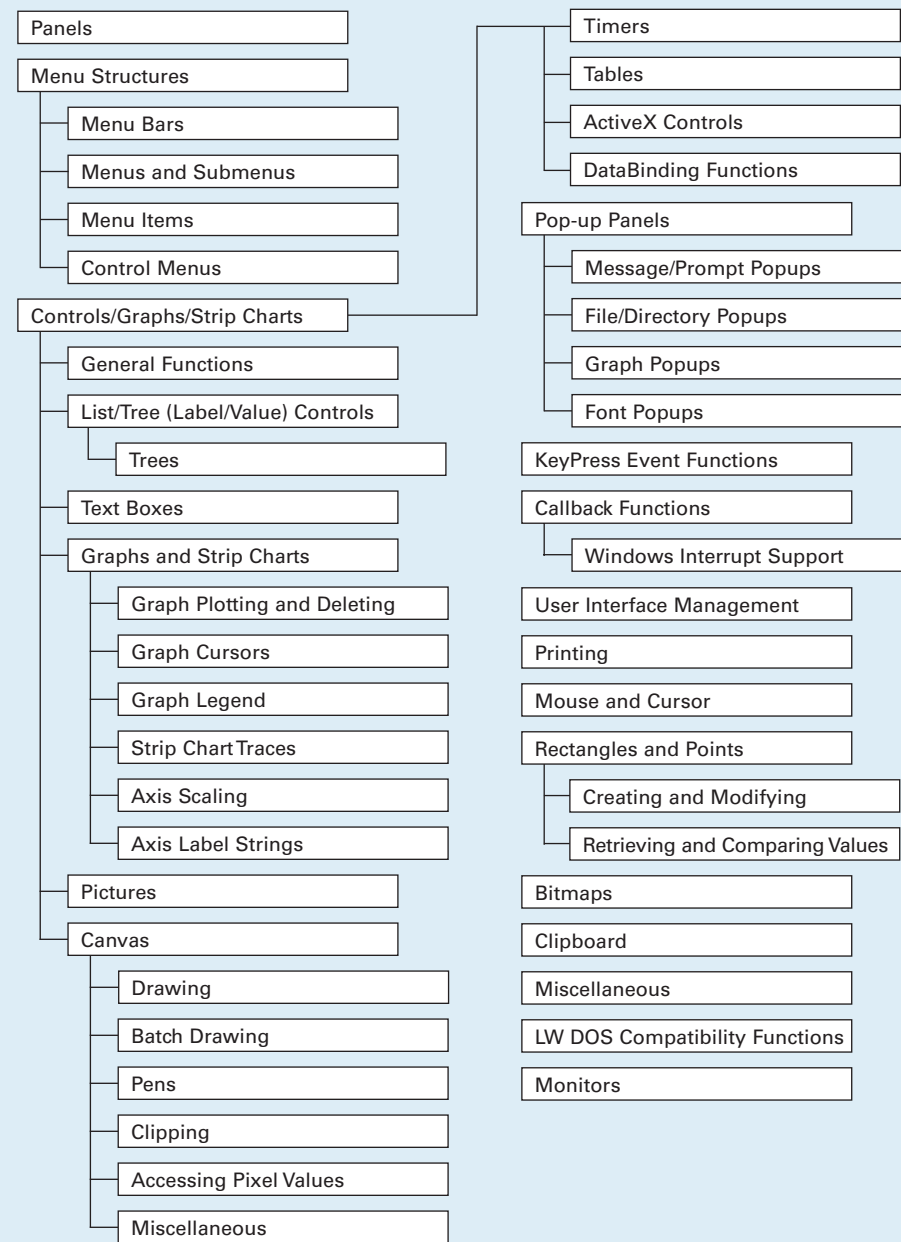 Panels
Menu Structures
Menu Bars
Menus and Submenus
Menu Items
Control Menus
Controls/Graphs/Strip Charts
General Functions
List/Tree (Label/Value) Controls
Trees
Text Boxes
Graphs and Strip Charts
Graph Plotting and Deleting
Graph Cursors
Graph Legend
Strip Chart Traces
Axis Scaling
Axis Label Strings
Pictures
Canvas
Drawing
Batch Drawing
Pens
Clipping
Accessing Pixel Values
Miscellaneous
Timers
Tables
ActiveX Controls
DataBinding Functions
Pop-up Panels
Message/Prompt Popups
File/Directory Popups
Graph Popups
Font Popups
KeyPress Event Functions
Callback Functions
Windows Interrupt Support
User Interface Management
Printing
Mouse and Cursor
Rectangles and Points
Creating and Modifying
Retrieving and Comparing Values
Bitmaps
Clipboard
Miscellaneous
LW DOS Compatibility Functions
Monitors